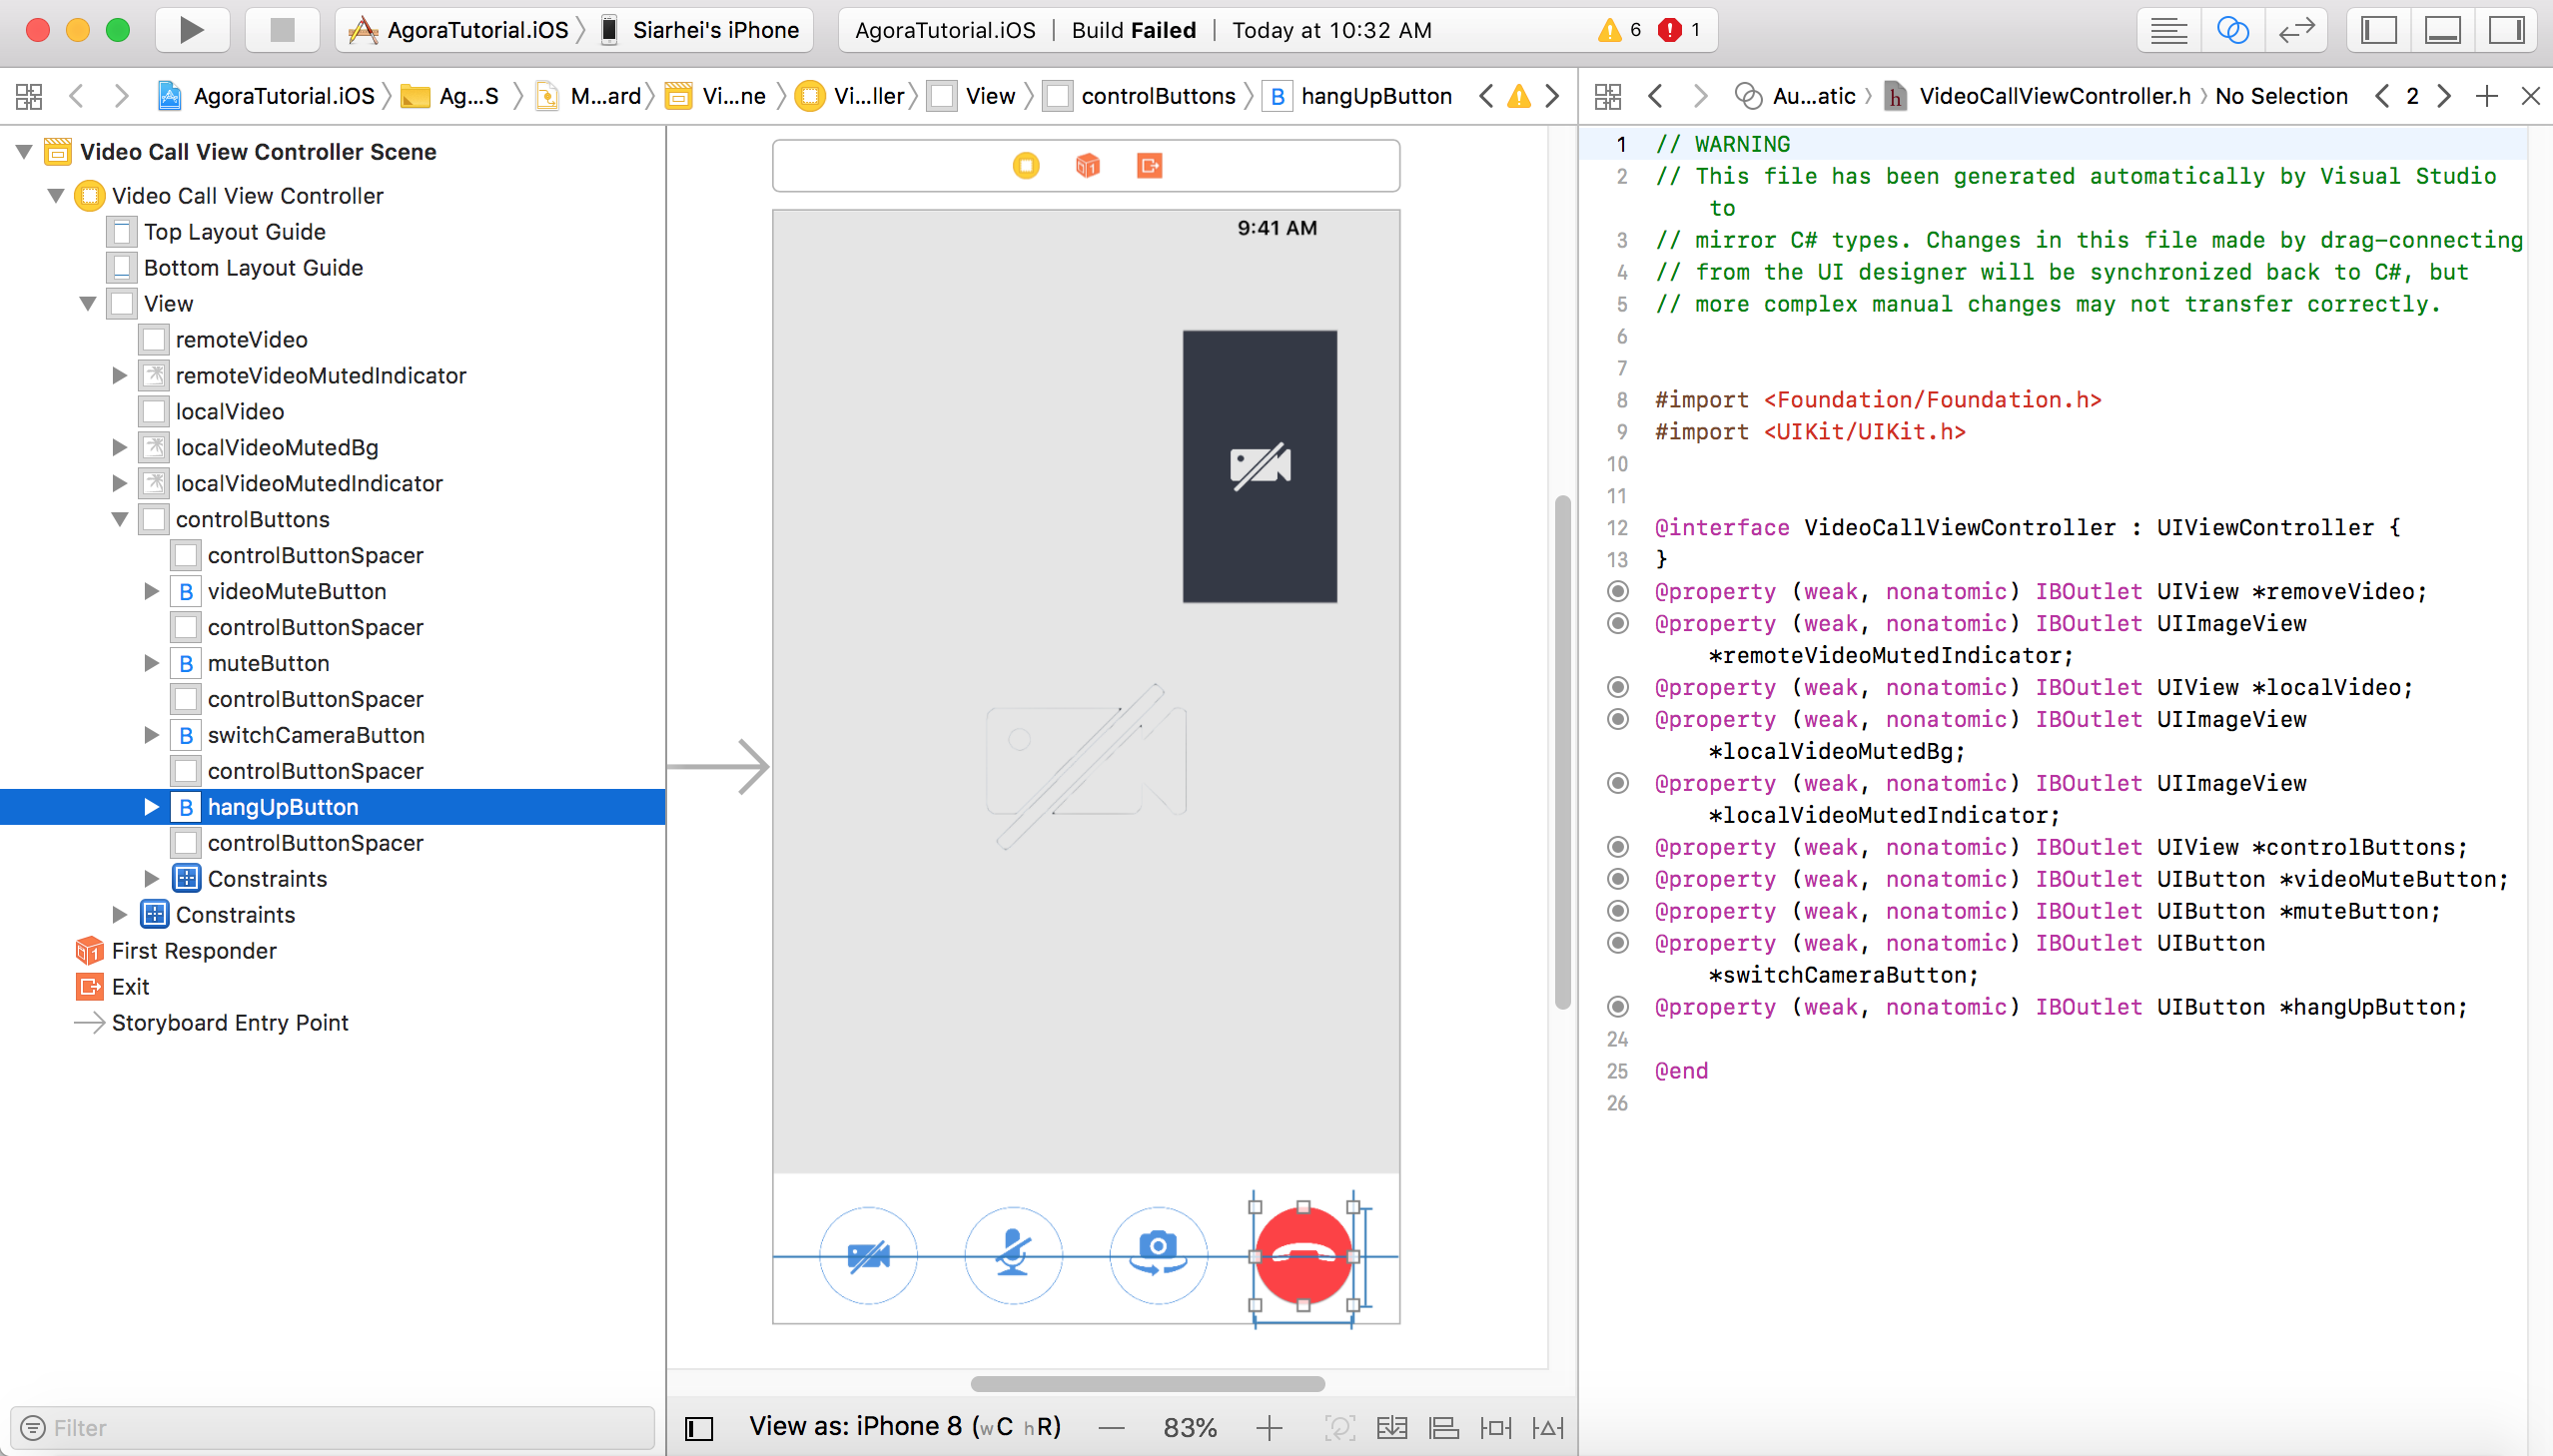 AgoraTutorial.iOS 〉 Siarhei's iPhone
AgoraTutorial.iOS | Build Failed | Today at 10:32 AM
6 1
AgoraTutorial.iOS 〉 Ag...S 〉 M...ard 〉 Vi...ne 〉 Vi...ller 〉 View 〉 controlButtons 〉 B hangUpButton
Au...atic 〉 h VideoCallViewController.h 〉 No Selection 2
Video Call View Controller Scene
Video Call View Controller
Top Layout Guide
Bottom Layout Guide
View
remoteVideo
remoteVideoMutedIndicator
localVideo
localVideoMutedBg
localVideoMutedIndicator
controlButtons
controlButtonSpacer
B videoMuteButton
controlButtonSpacer
B muteButton
controlButtonSpacer
B switchCameraButton
controlButtonSpacer
B hangUpButton
controlButtonSpacer
Constraints
Constraints
First Responder
Exit
Storyboard Entry Point
Filter
9:41 AM
View as: iPhone 8 (wC hR) — 83% +
1 // WARNING
2 // This file has been generated automatically by Visual Studio
to
3 // mirror C# types. Changes in this file made by drag-connecting
4 // from the UI designer will be synchronized back to C#, but
5 // more complex manual changes may not transfer correctly.
6
7
8 #import <Foundation/Foundation.h>
9 #import <UIKit/UIKit.h>
10
11
12 @interface VideoCallViewController : UIViewController {
13 }
@property (weak, nonatomic) IBOutlet UIView *removeVideo;
@property (weak, nonatomic) IBOutlet UIImageView
*remoteVideoMutedIndicator;
@property (weak, nonatomic) IBOutlet UIView *localVideo;
@property (weak, nonatomic) IBOutlet UIImageView
*localVideoMutedBg;
@property (weak, nonatomic) IBOutlet UIImageView
*localVideoMutedIndicator;
@property (weak, nonatomic) IBOutlet UIView *controlButtons;
@property (weak, nonatomic) IBOutlet UIButton *videoMuteButton;
@property (weak, nonatomic) IBOutlet UIButton *muteButton;
@property (weak, nonatomic) IBOutlet UIButton
*switchCameraButton;
@property (weak, nonatomic) IBOutlet UIButton *hangUpButton;
24
25 @end
26